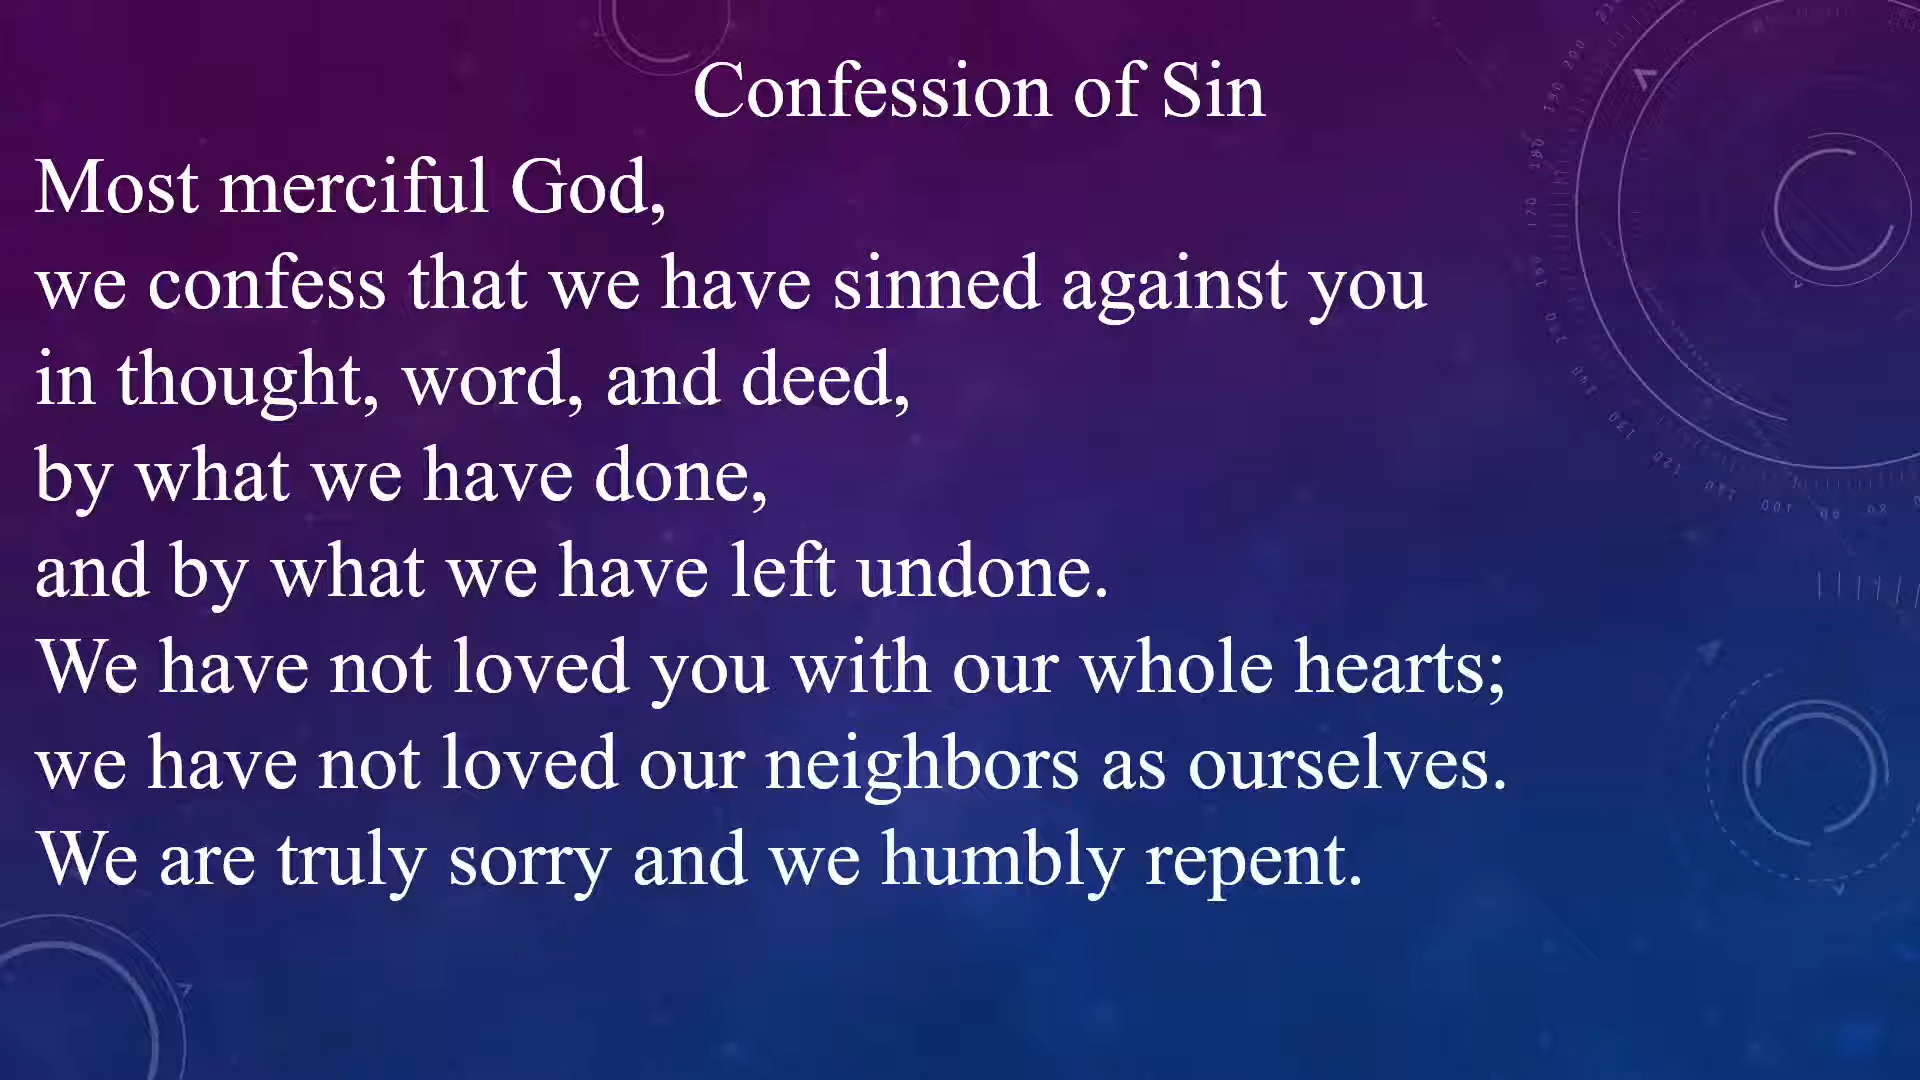 Confession of Sin
Most merciful God,
we confess that we have sinned against you
in thought, word, and deed,
by what we have done,
and by what we have left undone.
We have not loved you with our whole hearts;
we have not loved our neighbors as ourselves.
We are truly sorry and we humbly repent.